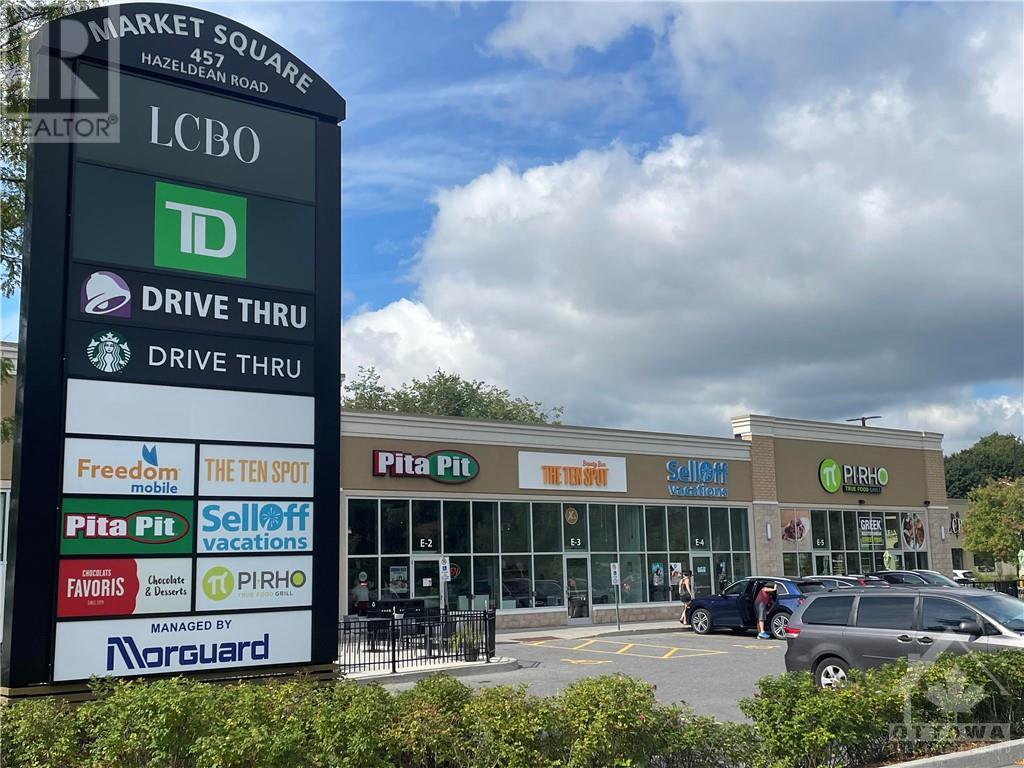 MARKET SQUARE
457
HAZELDEAN ROAD
REALTOR®
LCBO
TD
DRIVE THRU
DRIVE THRU
Freedom
mobile
THE TEN SPOT
Pita Pit
SellOff
vacations
CHOCOLATS
FAVORIS
Chocolate
& Desserts
PIRHO
TRUE FOOD GRILL
MANAGED BY
Morguard
Pita Pit
Beauty Bar
THE TEN SPOT
SellOff
vacations
PIRHO
TRUE FOOD GRILL
E-2
E-3
E-4
E-5
GREEK
OTTAWA